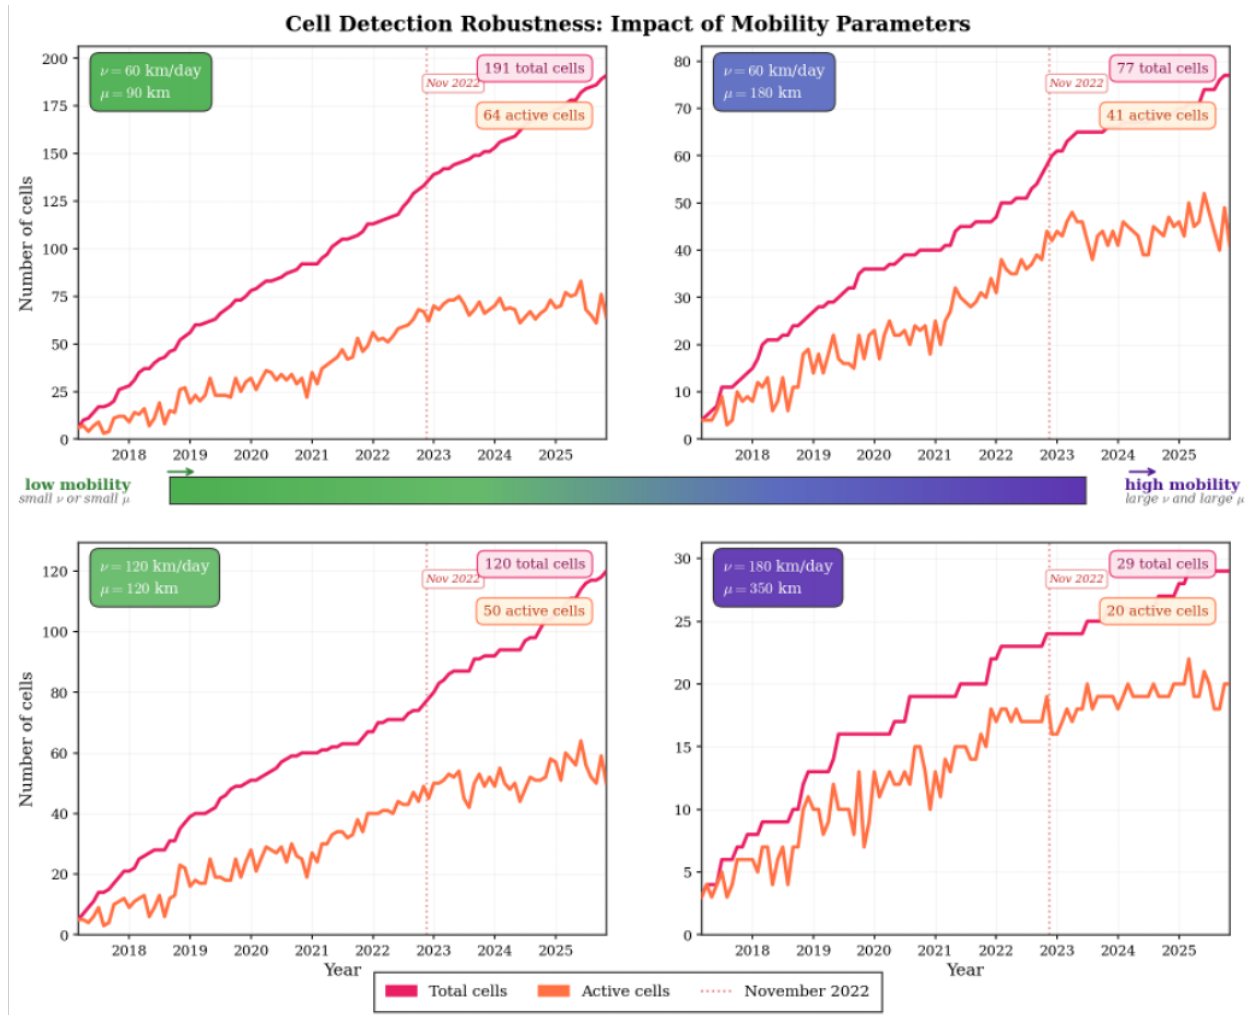 Cell Detection Robustness: Impact of Mobility Parameters
200
175
150
125
100
75
50
25
0
Number of cells
ν = 60 km/day
μ = 90 km
Nov 2022
191 total cells
64 active cells
2018 2019 2020 2021 2022 2023 2024 2025
80
70
60
50
40
30
20
10
0
ν = 60 km/day
μ = 180 km
Nov 2022
77 total cells
41 active cells
2018 2019 2020 2021 2022 2023 2024 2025
low mobility
small ν or small μ
high mobility
large ν and large μ
120
100
80
60
40
20
0
Number of cells
ν = 120 km/day
μ = 120 km
Nov 2022
120 total cells
50 active cells
2018 2019 2020 2021 2022 2023 2024 2025
Year
30
25
20
15
10
5
0
ν = 180 km/day
μ = 350 km
Nov 2022
29 total cells
20 active cells
2018 2019 2020 2021 2022 2023 2024 2025
Year
Total cells Active cells November 2022